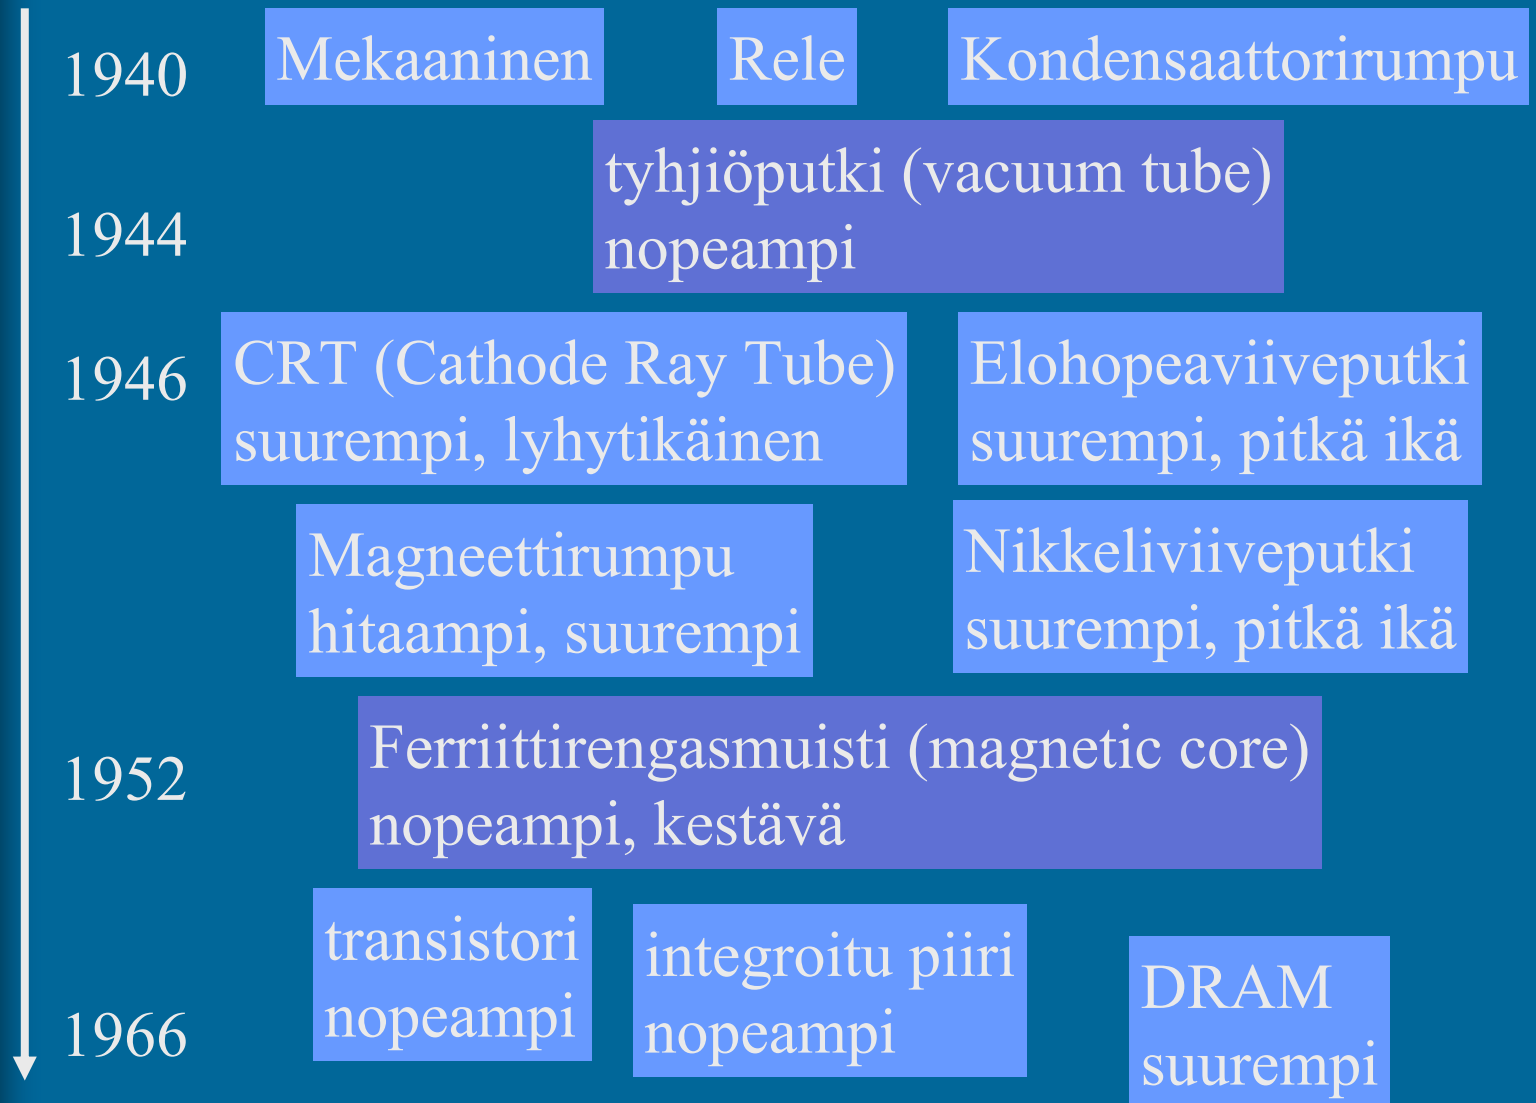 1940
Mekaaninen
Rele
Kondensaattorirumpu
1944
tyhjiöputki (vacuum tube)
nopeampi
1946
CRT (Cathode Ray Tube)
suurempi, lyhytikäinen
Elohopeaviiveputki
suurempi, pitkä ikä
Magneettirumpu
hitaampi, suurempi
Nikkeliviiveputki
suurempi, pitkä ikä
1952
Ferriittirengasmuisti (magnetic core)
nopeampi, kestävä
1966
transistori
nopeampi
integroitu piiri
nopeampi
DRAM
suurempi